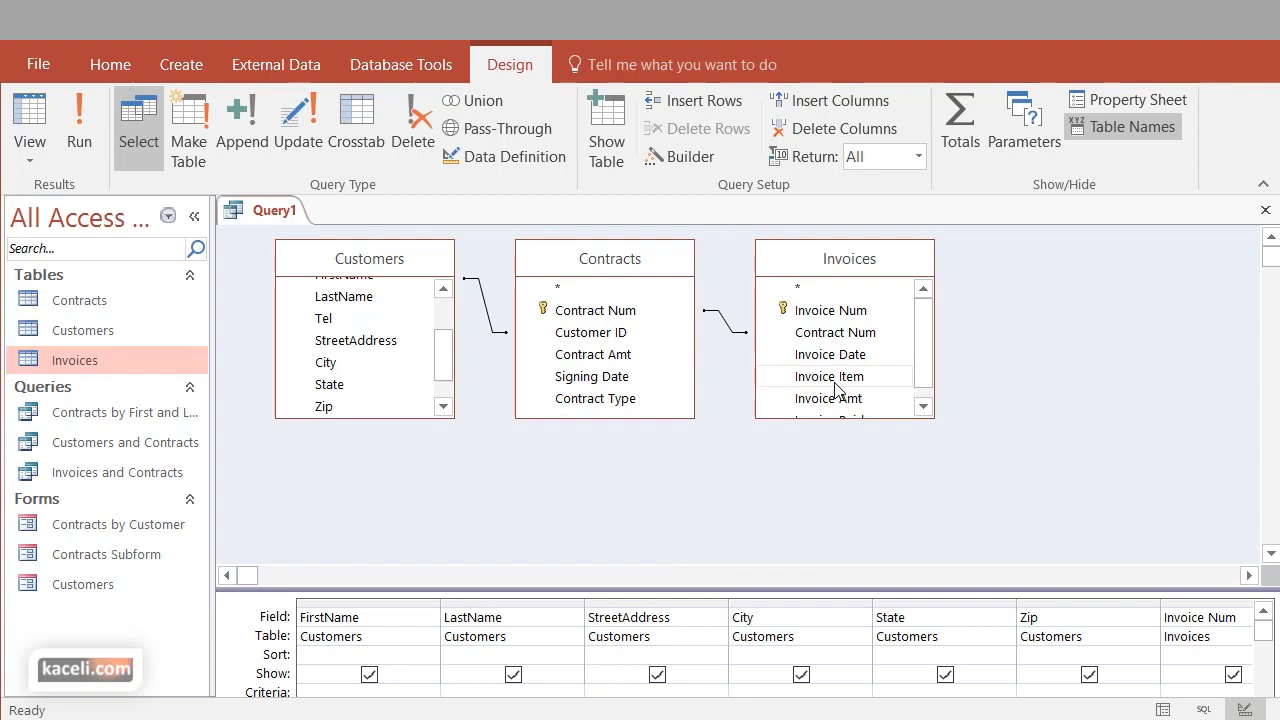 File Home Create External Data Database Tools Design Tell me what you want to do
View Run Select Make Table Append Update Crosstab Delete Union Pass-Through Data Definition Show Table Insert Rows Delete Rows Builder Insert Columns Delete Columns Return: All Totals Parameters Property Sheet Table Names
Results Query Type Query Setup Show/Hide
All Access ...
Search...
Tables
Contracts
Customers
Invoices
Queries
Contracts by First and L...
Customers and Contracts
Invoices and Contracts
Forms
Contracts by Customer
Contracts Subform
Customers
kaceli.com
Query1
Customers
FirstName
LastName
Tel
StreetAddress
City
State
Zip
Contracts
*
Contract Num
Customer ID
Contract Amt
Signing Date
Contract Type
Invoices
*
Invoice Num
Contract Num
Invoice Date
Invoice Item
Invoice Amt
Field: FirstName LastName StreetAddress City State Zip Invoice Num
Table: Customers Customers Customers Customers Customers Customers Invoices
Sort:
Show:
Criteria:
Ready SQL